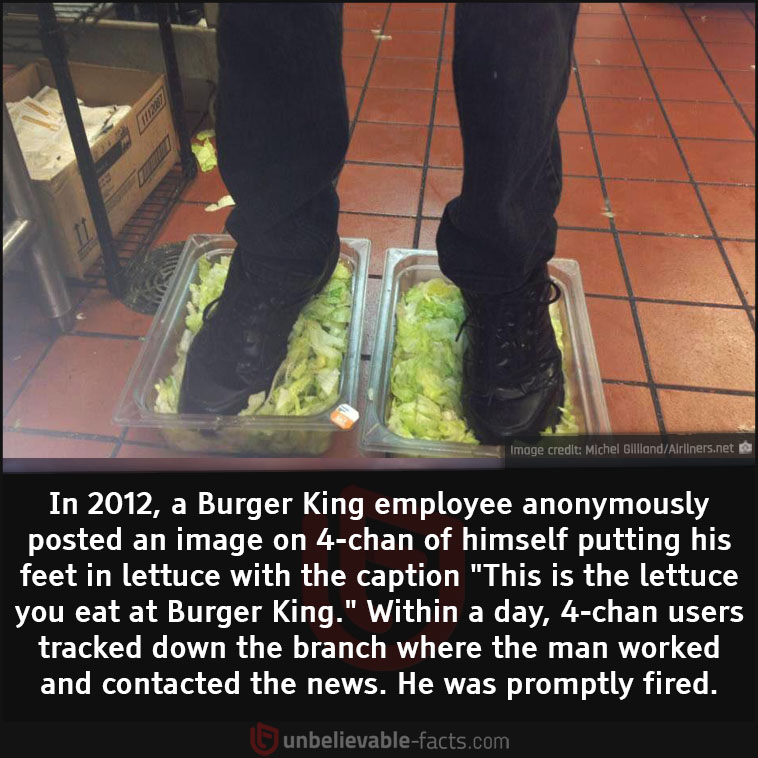 1112087
Image credit: Michel Gilliand/Airliners.net
In 2012, a Burger King employee anonymously
posted an image on 4-chan of himself putting his
feet in lettuce with the caption "This is the lettuce
you eat at Burger King." Within a day, 4-chan users
tracked down the branch where the man worked
and contacted the news. He was promptly fired.
unbelievable-facts.com